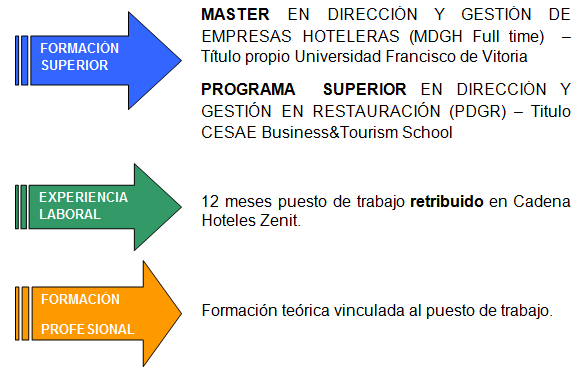 FORMACIÓN
SUPERIOR
MASTER EN DIRECCIÓN Y GESTIÓN DE
EMPRESAS HOTELERAS (MDGH Full time) –
Título propio Universidad Francisco de Vitoria
PROGRAMA SUPERIOR EN DIRECCIÓN Y
GESTIÓN EN RESTAURACIÓN (PDGR) – Titulo
CESAE Business&Tourism School
EXPERIENCIA
LABORAL
12 meses puesto de trabajo retribuido en Cadena
Hoteles Zenit.
FORMACIÓN
PROFESIONAL
Formación teórica vinculada al puesto de trabajo.